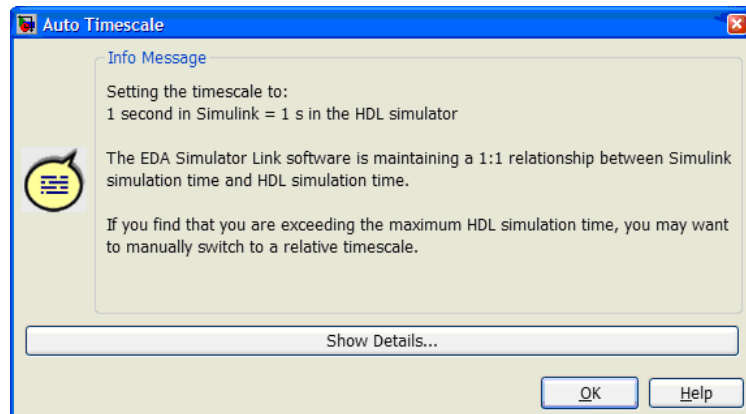 Auto Timescale
Info Message
Setting the timescale to:
1 second in Simulink = 1 s in the HDL simulator
The EDA Simulator Link software is maintaining a 1:1 relationship between Simulink
simulation time and HDL simulation time.
If you find that you are exceeding the maximum HDL simulation time, you may want
to manually switch to a relative timescale.
Show Details...
OK
Help